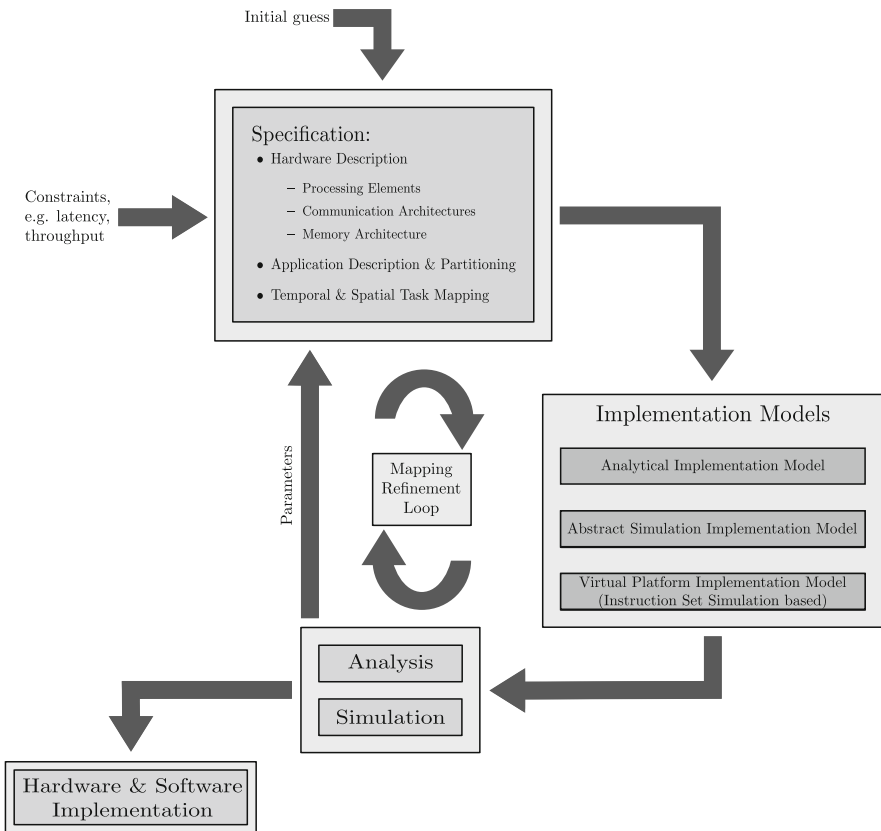 Initial guess
Specification:
• Hardware Description
– Processing Elements
– Communication Architectures
– Memory Architecture
• Application Description & Partitioning
• Temporal & Spatial Task Mapping
Constraints,
e.g. latency,
throughput
Implementation Models
Analytical Implementation Model
Abstract Simulation Implementation Model
Virtual Platform Implementation Model
(Instruction Set Simulation based)
Parameters
Mapping
Refinement
Loop
Analysis
Simulation
Hardware & Software
Implementation